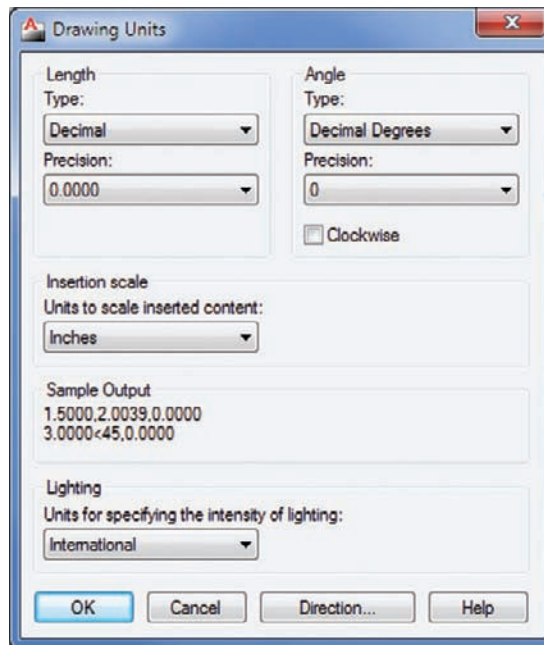 Drawing Units
Length
Type:
Decimal
Precision:
0.0000
Angle
Type:
Decimal Degrees
Precision:
0
Clockwise
Insertion scale
Units to scale inserted content:
Inches
Sample Output
1.5000,2.0039,0.0000
3.0000<45,0.0000
Lighting
Units for specifying the intensity of lighting:
International
OK Cancel Direction... Help